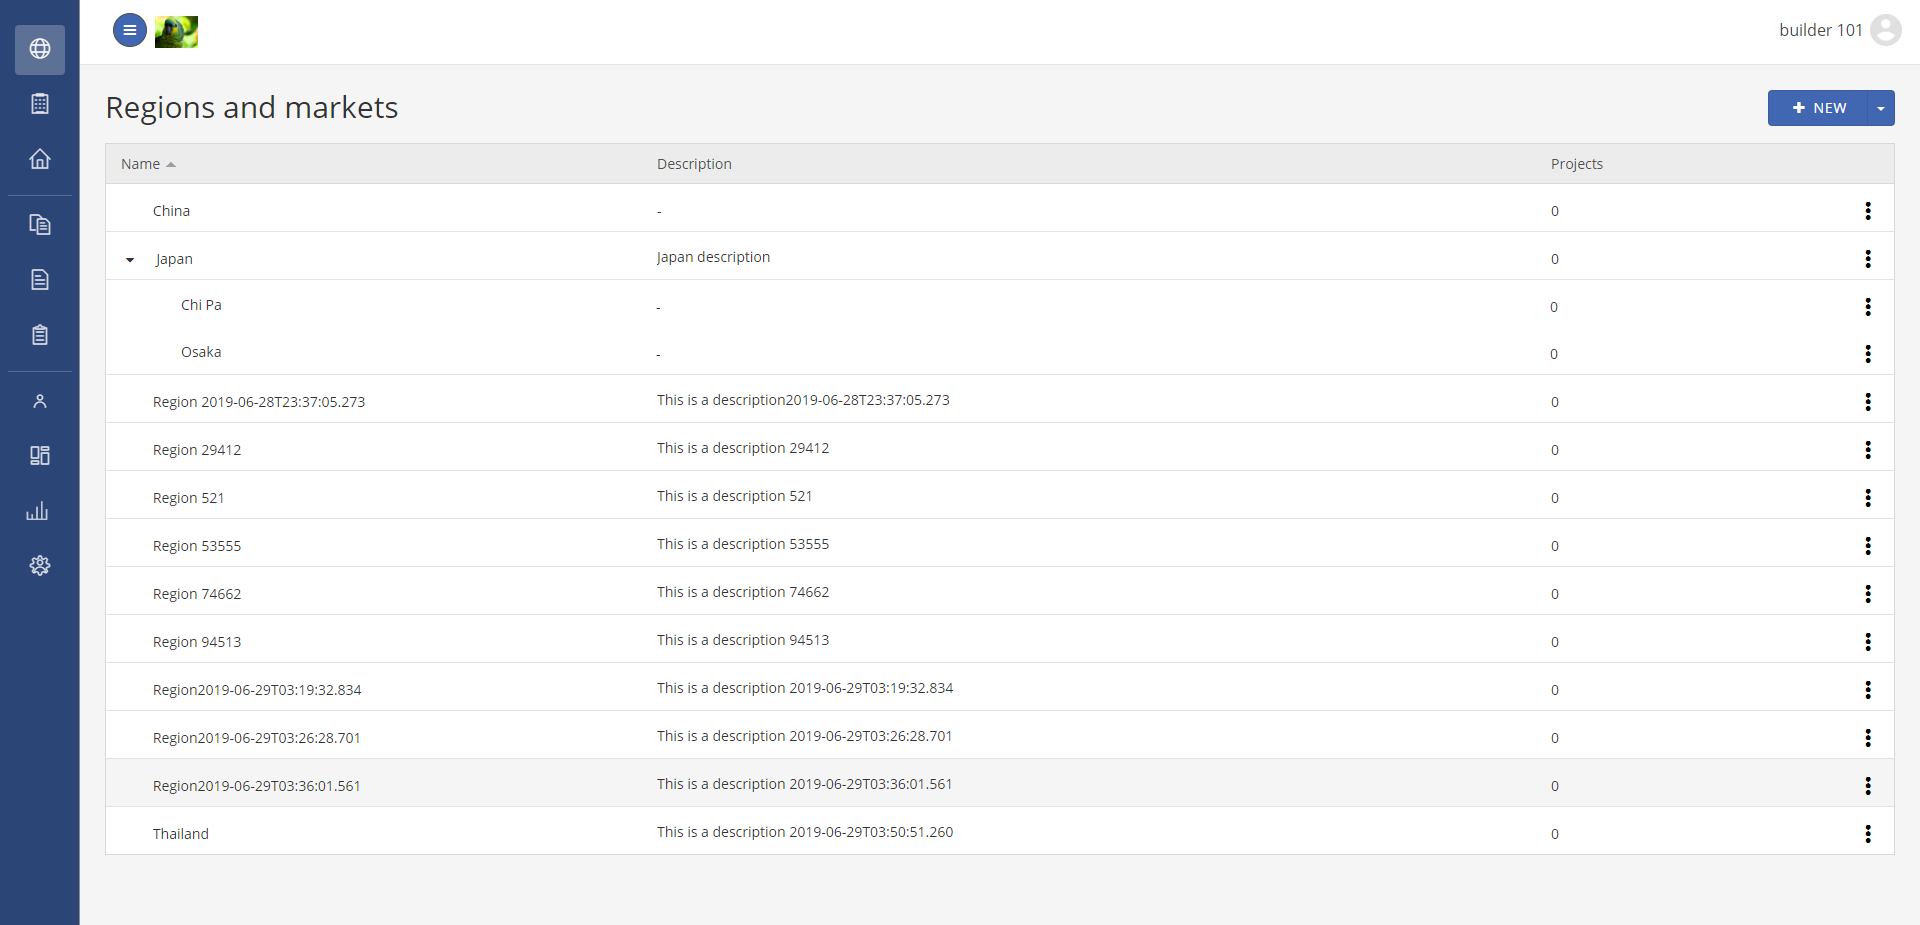 builder 101
Regions and markets
NEW
Name Description Projects
China - 0
Japan Japan description 0
Chi Pa - 0
Osaka - 0
Region 2019-06-28T23:37:05.273 This is a description2019-06-28T23:37:05.273 0
Region 29412 This is a description 29412 0
Region 521 This is a description 521 0
Region 53555 This is a description 53555 0
Region 74662 This is a description 74662 0
Region 94513 This is a description 94513 0
Region2019-06-29T03:19:32.834 This is a description 2019-06-29T03:19:32.834 0
Region2019-06-29T03:26:28.701 This is a description 2019-06-29T03:26:28.701 0
Region2019-06-29T03:36:01.561 This is a description 2019-06-29T03:36:01.561 0
Thailand This is a description 2019-06-29T03:50:51.260 0